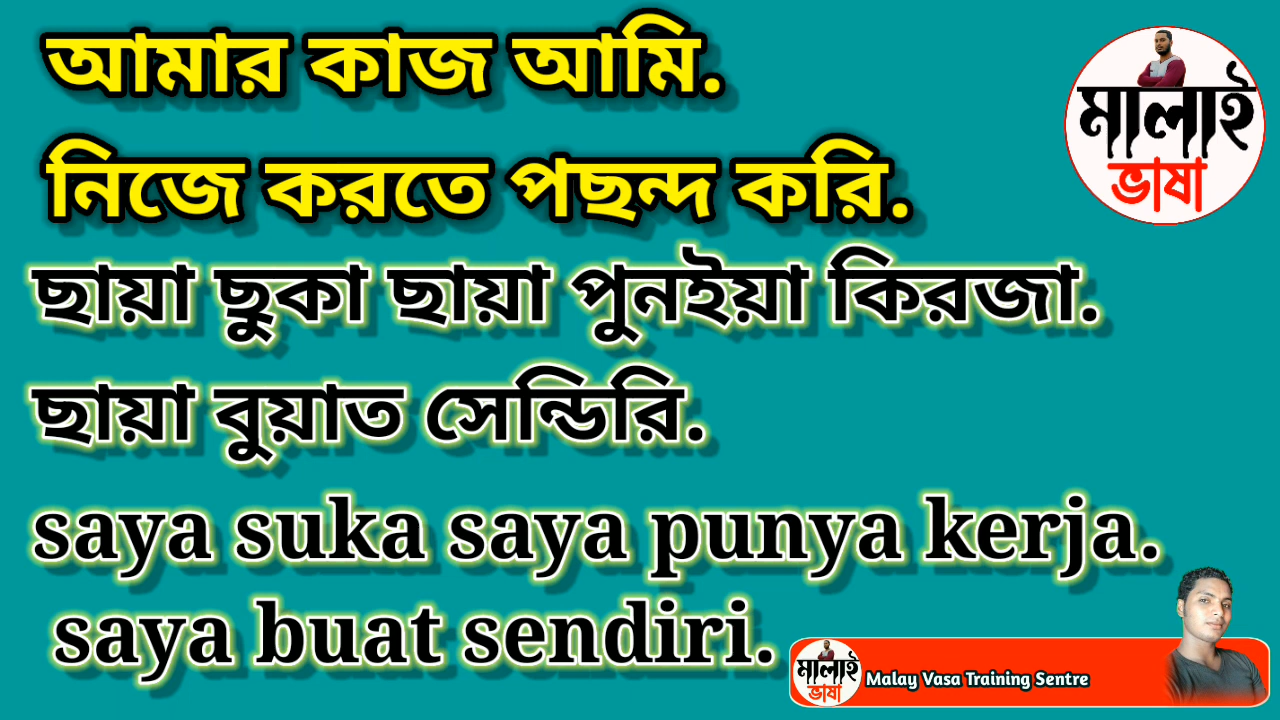 আমার কাজ আমি.
নিজে করতে পছন্দ করি.
ছায়া ছুকা ছায়া পুনইয়া কিরজা.
ছায়া বুয়াত সেন্ডিরি.
saya suka saya punya kerja.
saya buat sendiri.
মালাই
ভাষা
মালাই
ভাষা
Malay Vasa Training Sentre